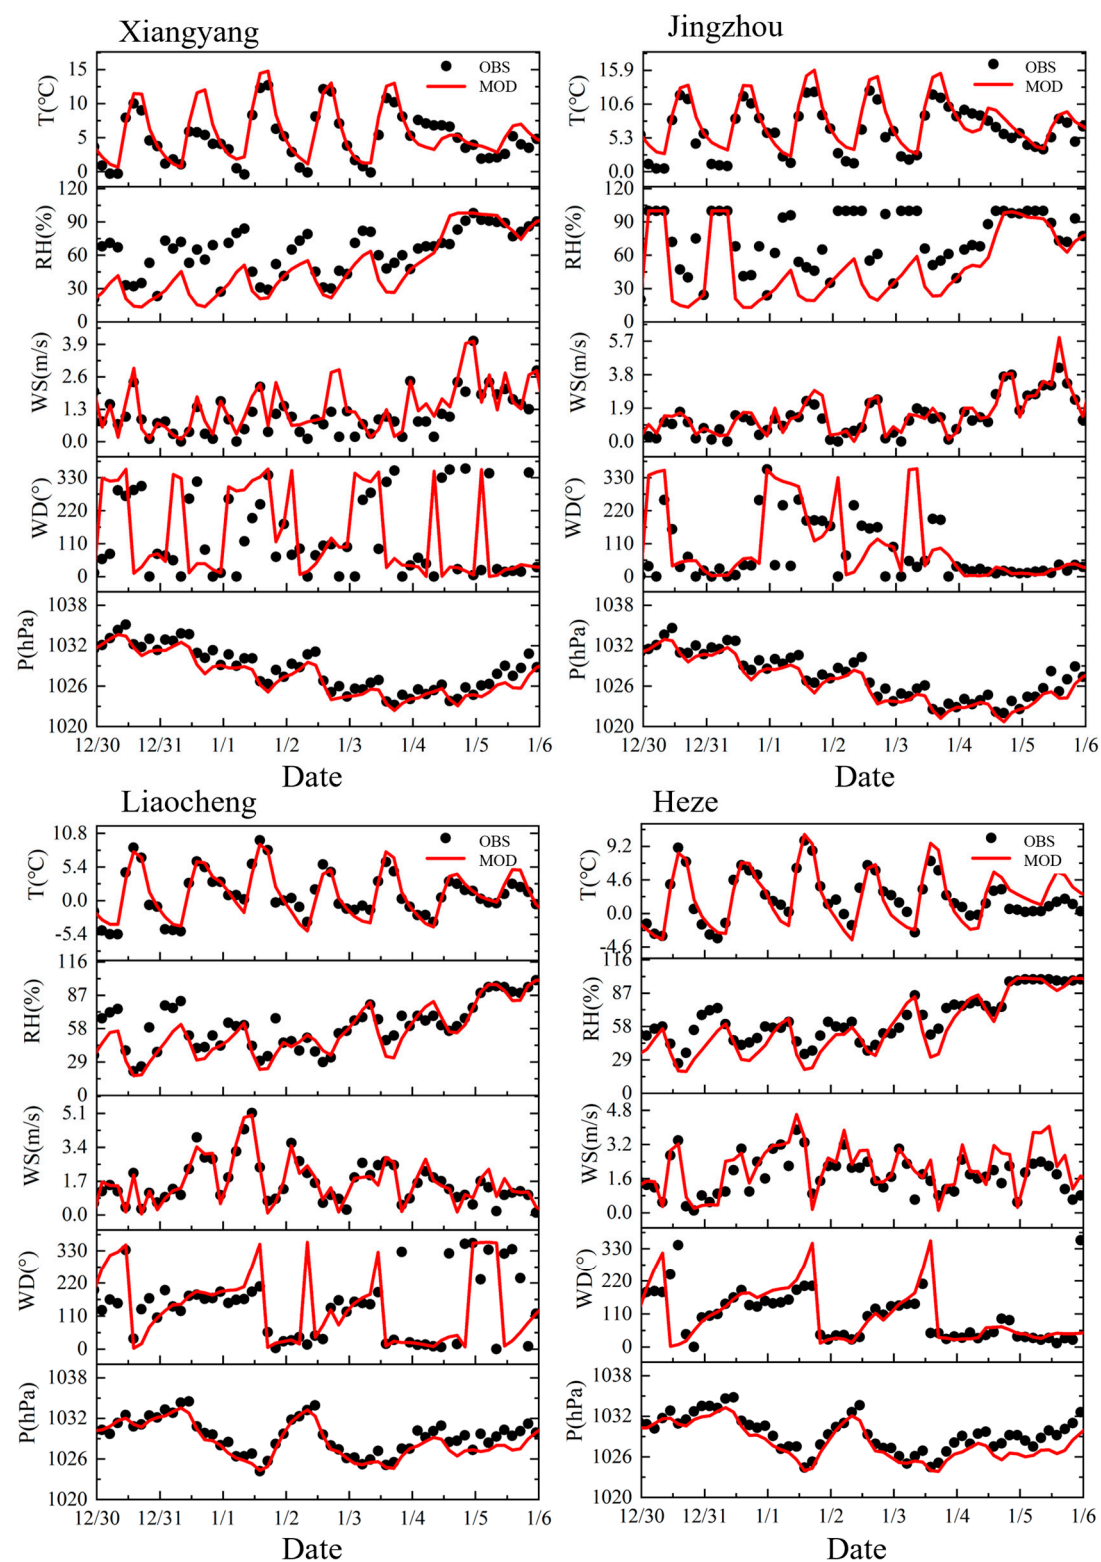 Xiangyang
Jingzhou
OBS
MOD
T(°C)
15
10
5
0
RH(%)
120
90
60
30
0
WS(m/s)
3.9
2.6
1.3
0.0
WD(°)
330
220
110
0
P(hPa)
1038
1032
1026
1020
12/30 12/31 1/1 1/2 1/3 1/4 1/5 1/6
Date
OBS
MOD
T(°C)
15.9
10.6
5.3
0.0
RH(%)
120
90
60
30
0
WS(m/s)
5.7
3.8
1.9
0.0
WD(°)
330
220
110
0
P(hPa)
1038
1032
1026
1020
12/30 12/31 1/1 1/2 1/3 1/4 1/5 1/6
Date
Liaocheng
Heze
OBS
MOD
T(°C)
10.8
5.4
0.0
-5.4
RH(%)
116
87
58
29
0
WS(m/s)
5.1
3.4
1.7
0.0
WD(°)
330
220
110
0
P(hPa)
1038
1032
1026
1020
12/30 12/31 1/1 1/2 1/3 1/4 1/5 1/6
Date
OBS
MOD
T(°C)
9.2
4.6
0.0
-4.6
RH(%)
116
87
58
29
0
WS(m/s)
4.8
3.2
1.6
0.0
WD(°)
330
220
110
0
P(hPa)
1038
1032
1026
1020
12/30 12/31 1/1 1/2 1/3 1/4 1/5 1/6
Date